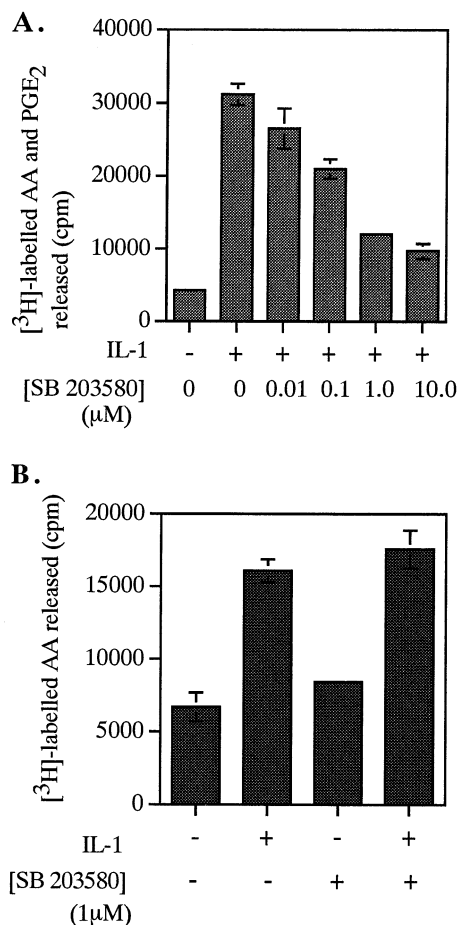 A.
[³H]-labelled AA and PGE₂
released (cpm)
40000
30000
20000
10000
0
IL-1 - + + + + +
[SB 203580] 0 0 0.01 0.1 1.0 10.0
(μM)
B.
[³H]-labelled AA released (cpm)
20000
15000
10000
5000
0
IL-1 - + - +
[SB 203580] - - + +
(1μM)